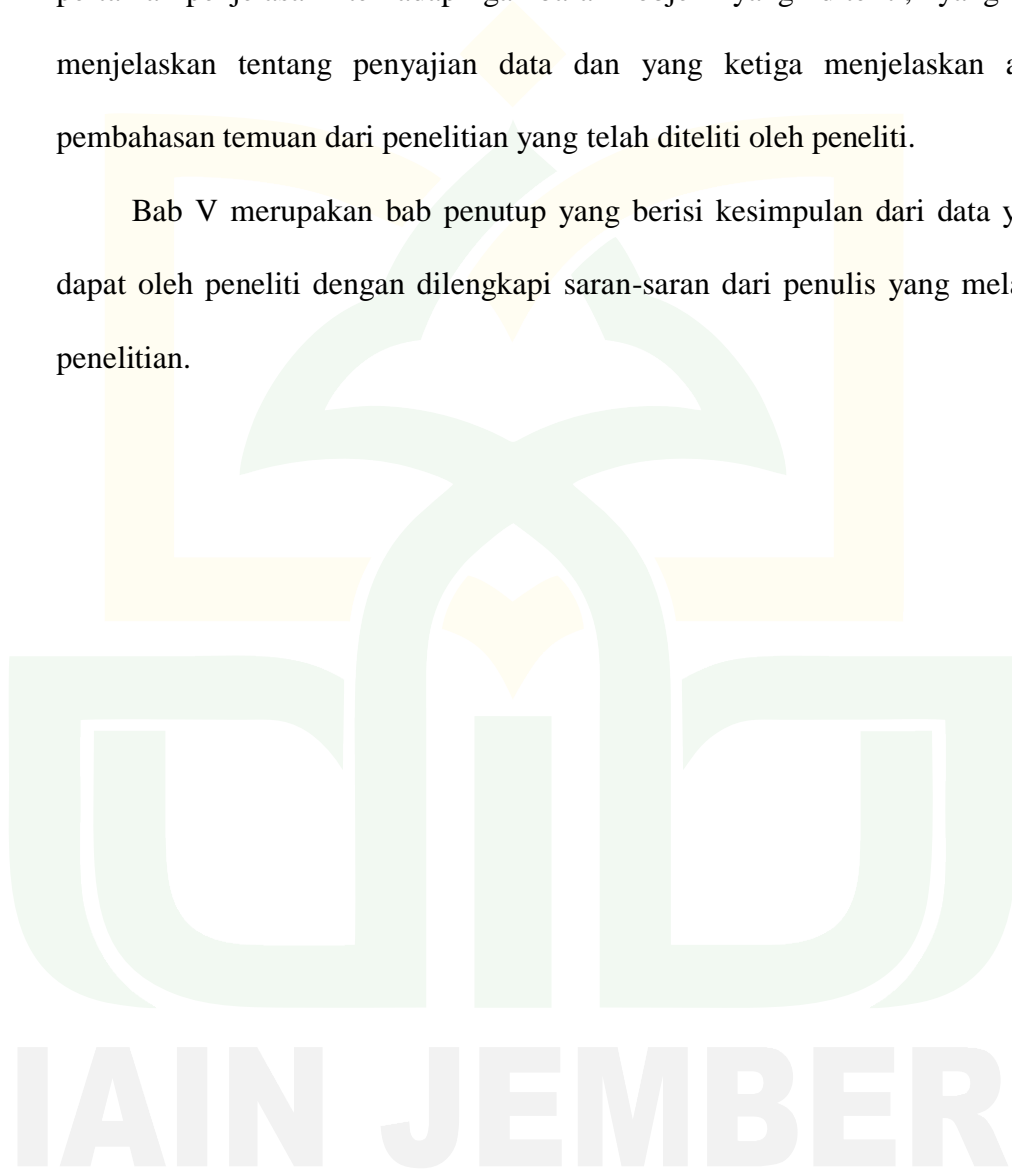 menjelaskan tentang penyajian data dan yang ketiga menjelaskan
pembahasan temuan dari penelitian yang telah diteliti oleh peneliti.
Bab V merupakan bab penutup yang berisi kesimpulan dari data
dapat oleh peneliti dengan dilengkapi saran-saran dari penulis yang
penelitian.
IAIN JEMBER